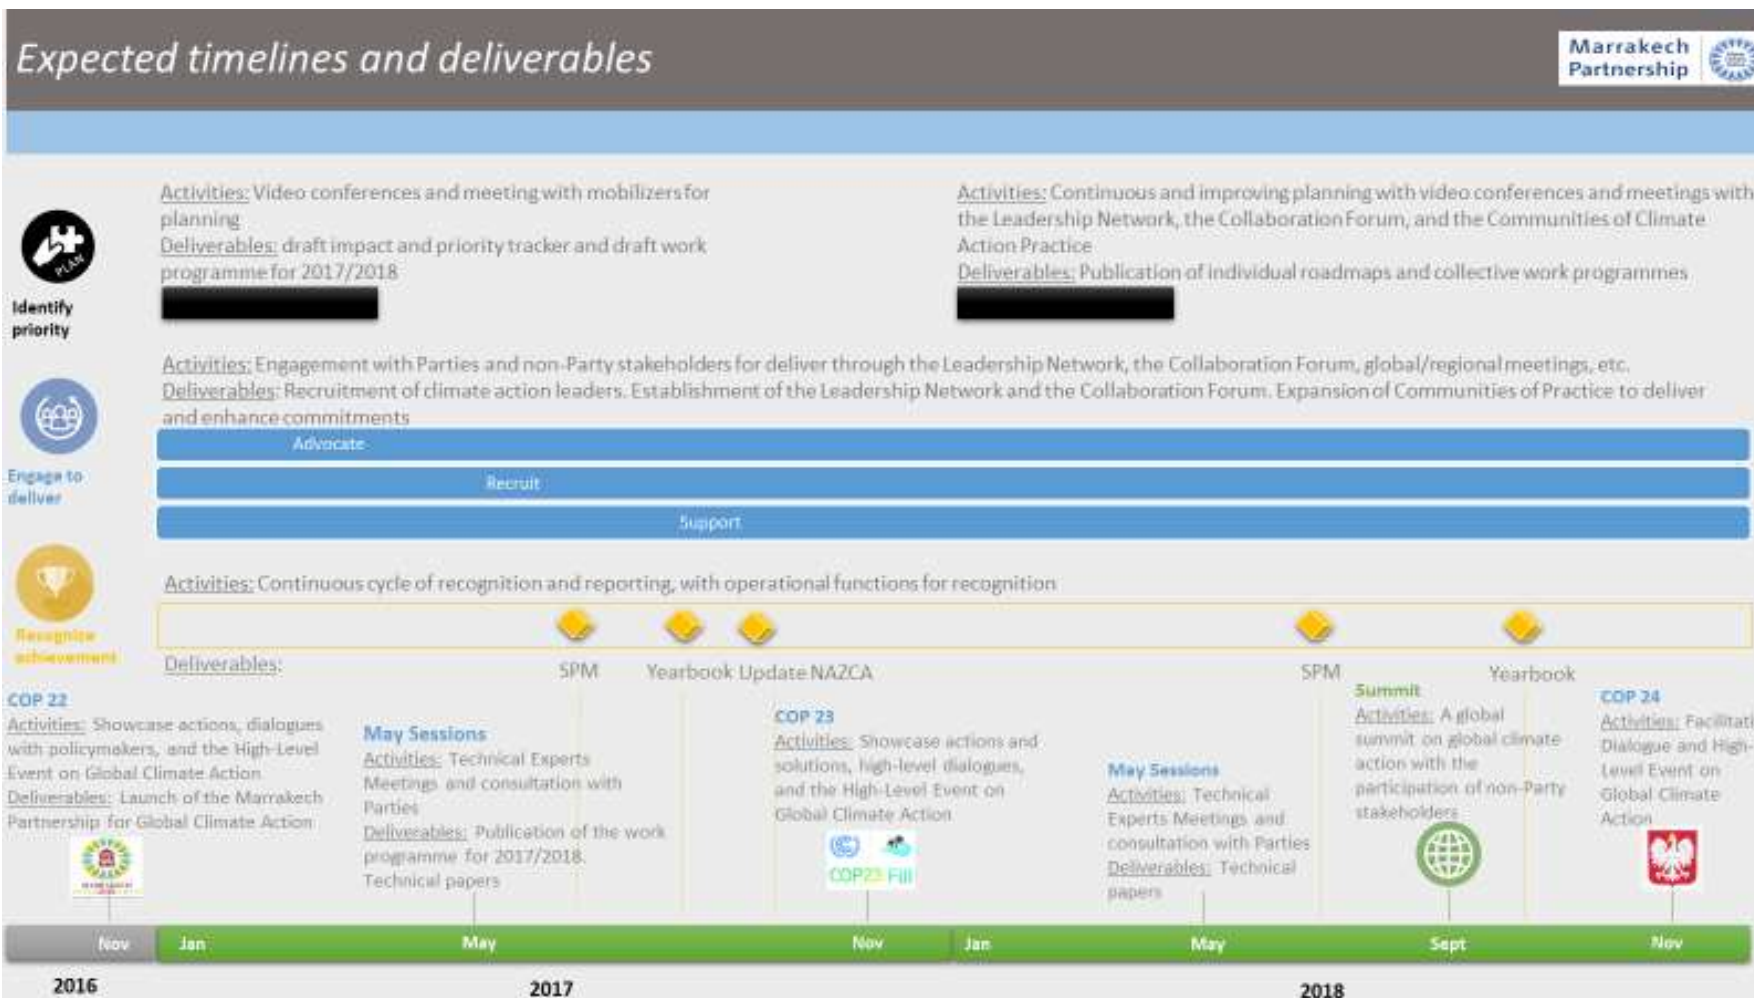 Expected timelines and deliverables
Marrakech
Partnership
PLAN
Identify
priority
Activities: Video conferences and meeting with mobilizers for
planning
Deliverables: draft impact and priority tracker and draft work
programme for 2017/2018
Activities: Continuous and improving planning with video conferences and meetings with
the Leadership Network, the Collaboration Forum, and the Communities of Climate
Action Practice
Deliverables: Publication of individual roadmaps and collective work programmes
Engage to
deliver
Activities: Engagement with Parties and non-Party stakeholders for deliver through the Leadership Network, the Collaboration Forum, global/regional meetings, etc.
Deliverables: Recruitment of climate action leaders. Establishment of the Leadership Network and the Collaboration Forum. Expansion of Communities of Practice to deliver
and enhance commitments
Advocate
Recruit
Support
Recognize
achievement
Activities: Continuous cycle of recognition and reporting, with operational functions for recognition
Deliverables:
SPM
Yearbook
Update NAZCA
SPM
Yearbook
COP 22
Activities: Showcase actions, dialogues
with policymakers, and the High-Level
Event on Global Climate Action
Deliverables: Launch of the Marrakech
Partnership for Global Climate Action
May Sessions
Activities: Technical Experts
Meetings and consultation with
Parties
Deliverables: Publication of the work
programme for 2017/2018.
Technical papers
COP 23
Activities: Showcase actions and
solutions, high-level dialogues,
and the High-Level Event on
Global Climate Action
COP23 Fiji
May Sessions
Activities: Technical
Experts Meetings and
consultation with Parties
Deliverables: Technical
papers
Summit
Activities: A global
summit on global climate
action with the
participation of non-Party
stakeholders
COP 24
Activities: Facilitati
Dialogue and High-
Level Event on
Global Climate
Action
Nov
Jan
May
Nov
Jan
May
Sept
Nov
2016
2017
2018